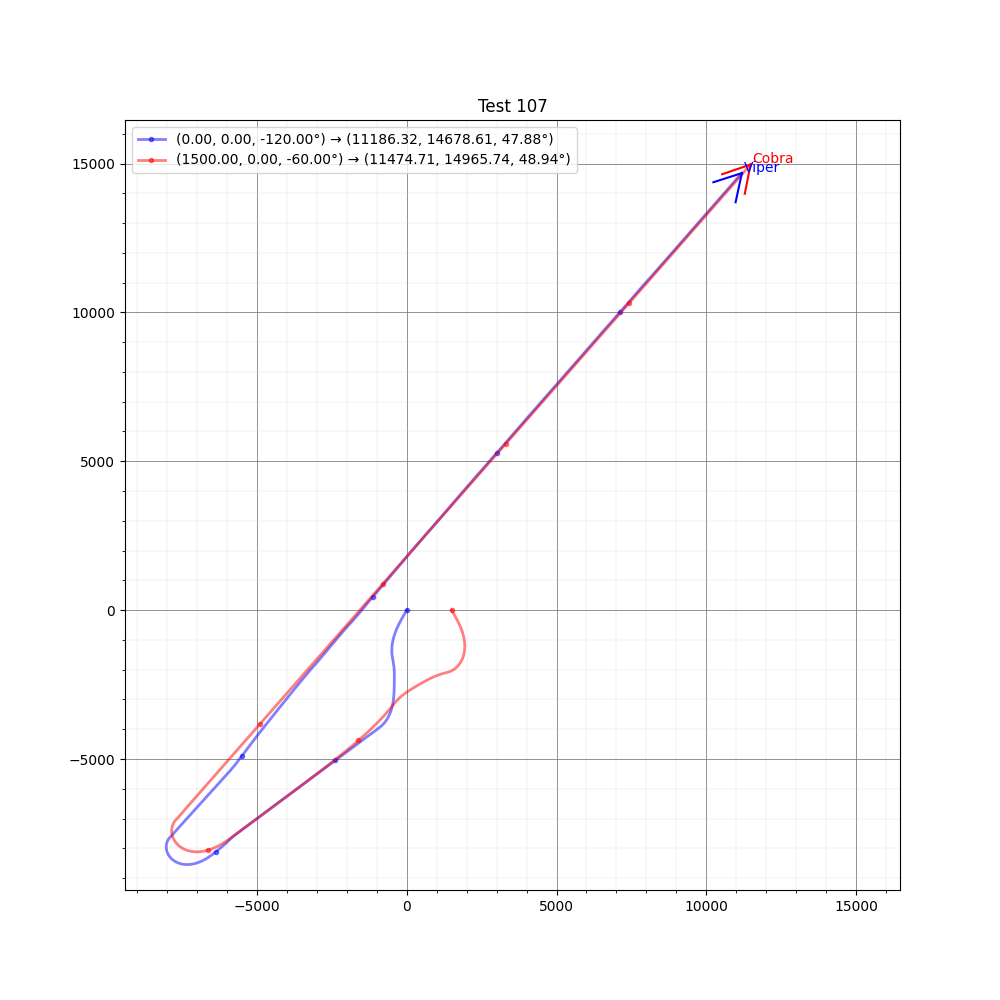 Test 107
(0.00, 0.00, -120.00°) → (11186.32, 14678.61, 47.88°)
(1500.00, 0.00, -60.00°) → (11474.71, 14965.74, 48.94°)
Cobra
Viper
15000
10000
5000
0
−5000
−5000
0
5000
10000
15000